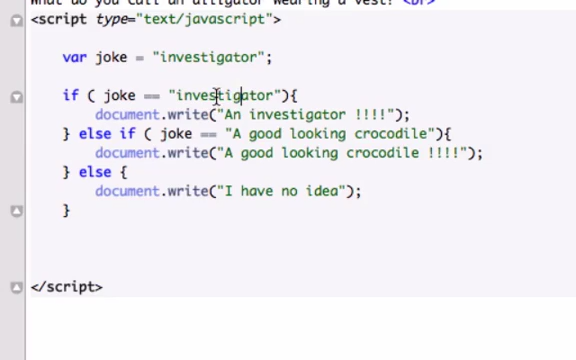 What do you call an alligator wearing a vest? <br>
<script type="text/javascript">
var joke = "investigator";
if ( joke == "investigator"){
document.write("An investigator !!!!");
} else if ( joke == "A good looking crocodile"){
document.write("A good looking crocodile !!!!");
} else {
document.write("I have no idea");
}
</script>